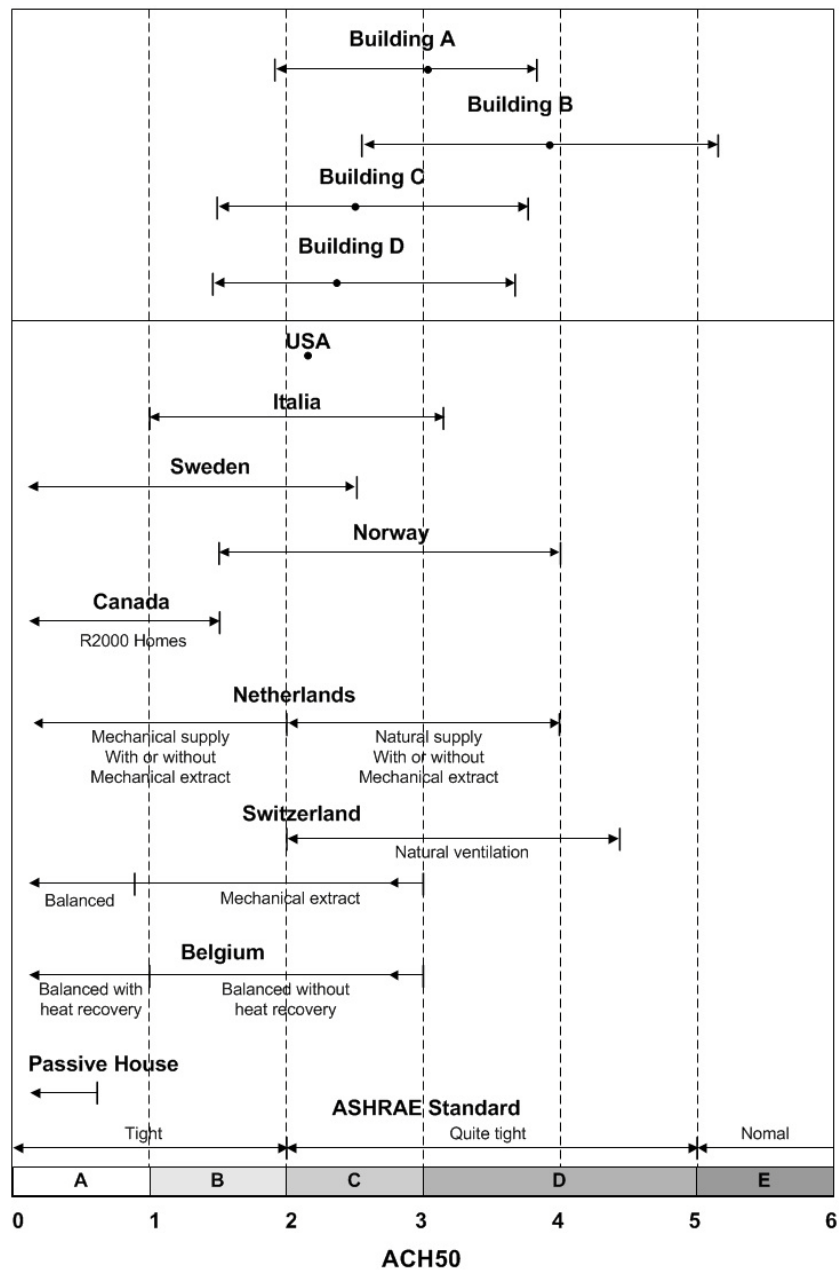 Building A
Building B
Building C
Building D
USA
Italia
Sweden
Norway
Canada
R2000 Homes
Netherlands
Mechanical supply
With or without
Mechanical extract
Natural supply
With or without
Mechanical extract
Switzerland
Natural ventilation
Balanced
Mechanical extract
Belgium
Balanced with
heat recovery
Balanced without
heat recovery
Passive House
ASHRAE Standard
Tight
Quite tight
Nomal
A B C D E
0 1 2 3 4 5 6
ACH50